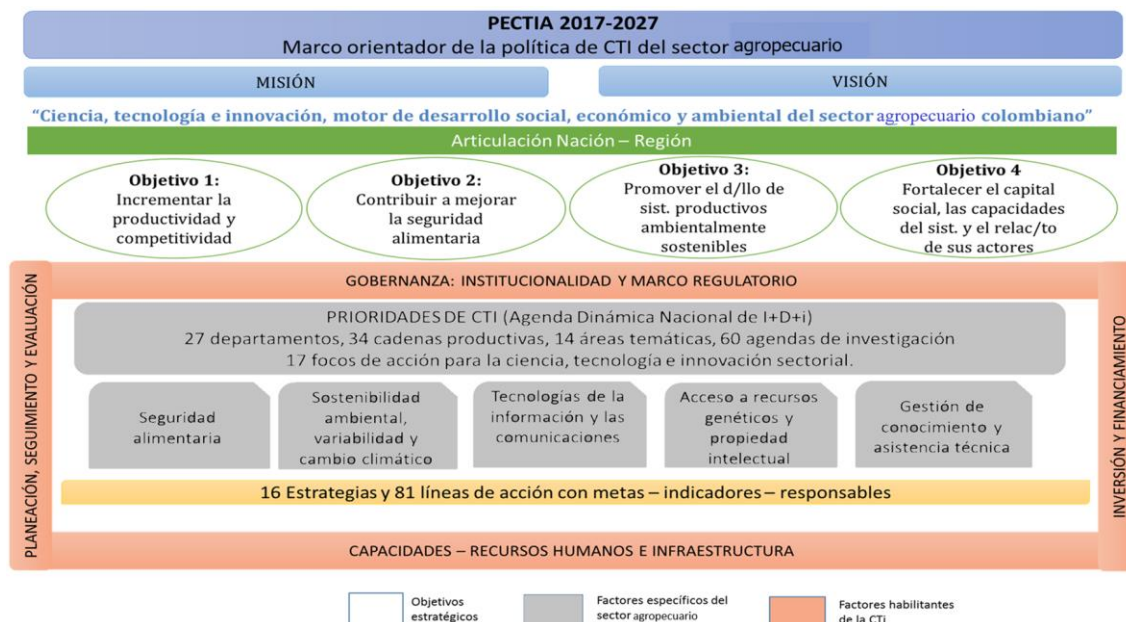 PECTIA 2017-2027
Marco orientador de la política de CTI del sector agropecuario
MISIÓN
VISIÓN
“Ciencia, tecnología e innovación, motor de desarrollo social, económico y ambiental del sector agropecuario colombiano”
Articulación Nación – Región
Objetivo 1:
Incrementar la
productividad y
competitividad
Objetivo 2:
Contribuir a mejorar
la seguridad
alimentaria
Objetivo 3:
Promover el d/llo de
sist. productivos
ambientalmente
sostenibles
Objetivo 4
Fortalecer el capital
social, las capacidades
del sist. y el relac/to
de sus actores
PLANEACIÓN, SEGUIMIENTO Y EVALUACIÓN
GOBERNANZA: INSTITUCIONALIDAD Y MARCO REGULATORIO
PRIORIDADES DE CTI (Agenda Dinámica Nacional de I+D+i)
27 departamentos, 34 cadenas productivas, 14 áreas temáticas, 60 agendas de investigación
17 focos de acción para la ciencia, tecnología e innovación sectorial.
Seguridad
alimentaria
Sostenibilidad
ambiental,
variabilidad y
cambio climático
Tecnologías de la
información y las
comunicaciones
Acceso a recursos
genéticos y
propiedad
intelectual
Gestión de
conocimiento y
asistencia técnica
16 Estrategias y 81 líneas de acción con metas – indicadores – responsables
CAPACIDADES – RECURSOS HUMANOS E INFRAESTRUCTURA
INVERSIÓN Y FINANCIAMIENTO
Objetivos
estratégicos
Factores específicos del
sector agropecuario
Factores habilitantes
de la CTi